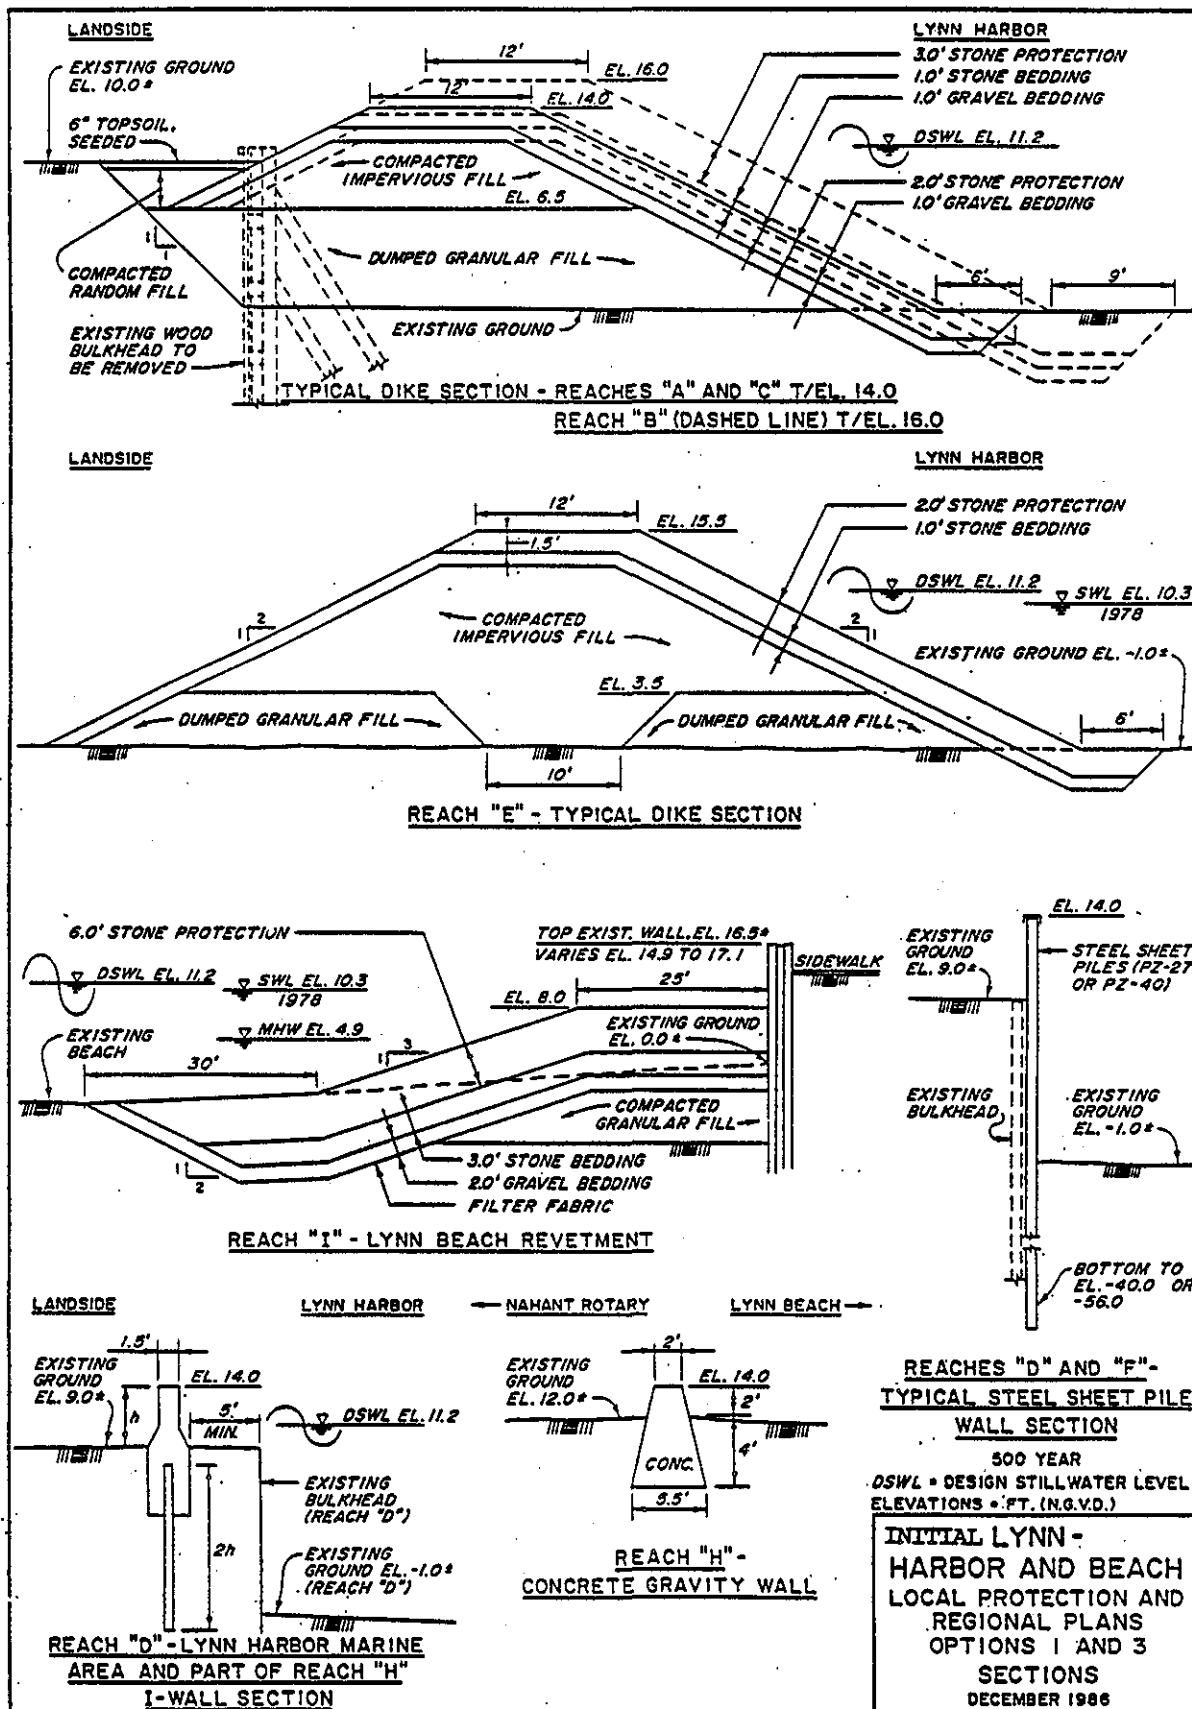 LANDSIDE
LYNN HARBOR
12'
EL. 16.0
3.0' STONE PROTECTION
1.0' STONE BEDDING
1.0' GRAVEL BEDDING
EXISTING GROUND
EL. 10.0±
12'
EL. 14.0
6" TOPSOIL,
SEEDED
DSWL EL. 11.2
COMPACTED
IMPERVIOUS FILL
2.0' STONE PROTECTION
1.0' GRAVEL BEDDING
EL. 6.5
1
1
DUMPED GRANULAR FILL
COMPACTED
RANDOM FILL
6'
9'
EXISTING GROUND
EXISTING WOOD
BULKHEAD TO
BE REMOVED
TYPICAL DIKE SECTION - REACHES "A" AND "C" T/EL. 14.0
REACH "B" (DASHED LINE) T/EL. 16.0
LANDSIDE
LYNN HARBOR
12'
EL. 15.5
1.5'
2.0' STONE PROTECTION
1.0' STONE BEDDING
DSWL EL. 11.2
SWL EL. 10.3
1978
1
2
COMPACTED
IMPERVIOUS FILL
2
1
EXISTING GROUND EL. -1.0±
EL. 3.5
DUMPED GRANULAR FILL
DUMPED GRANULAR FILL
6'
10'
REACH "E" - TYPICAL DIKE SECTION
6.0' STONE PROTECTION
TOP EXIST. WALL, EL. 16.5±
VARIES EL. 14.9 TO 17.1
SIDEWALK
DSWL EL. 11.2
SWL EL. 10.3
1978
25'
EL. 8.0
MHW EL. 4.9
EXISTING
BEACH
EXISTING GROUND
EL. 0.0±
30'
1
3
COMPACTED
GRANULAR FILL
1
2
3.0' STONE BEDDING
2.0' GRAVEL BEDDING
FILTER FABRIC
REACH "I" - LYNN BEACH REVETMENT
EL. 14.0
EXISTING
GROUND
EL. 9.0±
STEEL SHEET
PILES (PZ-27
OR PZ-40)
EXISTING
BULKHEAD
EXISTING
GROUND
EL. -1.0±
BOTTOM TO
EL. -40.0 OR
-56.0
REACHES "D" AND "F"-
TYPICAL STEEL SHEET PILE
WALL SECTION
LANDSIDE
LYNN HARBOR
1.5'
EXISTING
GROUND
EL. 9.0±
EL. 14.0
h
5'
MIN.
DSWL EL. 11.2
EXISTING
BULKHEAD
(REACH "D")
2h
EXISTING
GROUND EL. -1.0±
(REACH "D")
REACH "D" - LYNN HARBOR MARINE
AREA AND PART OF REACH "H"
I-WALL SECTION
NAHANT ROTARY
LYNN BEACH
2'
EXISTING
GROUND
EL. 12.0±
EL. 14.0
2'
4'
CONC.
5.5'
REACH "H" -
CONCRETE GRAVITY WALL
500 YEAR
DSWL = DESIGN STILLWATER LEVEL
ELEVATIONS = FT. (N.G.V.D.)
INITIAL LYNN -
HARBOR AND BEACH
LOCAL PROTECTION AND
REGIONAL PLANS
OPTIONS 1 AND 3
SECTIONS
DECEMBER 1986